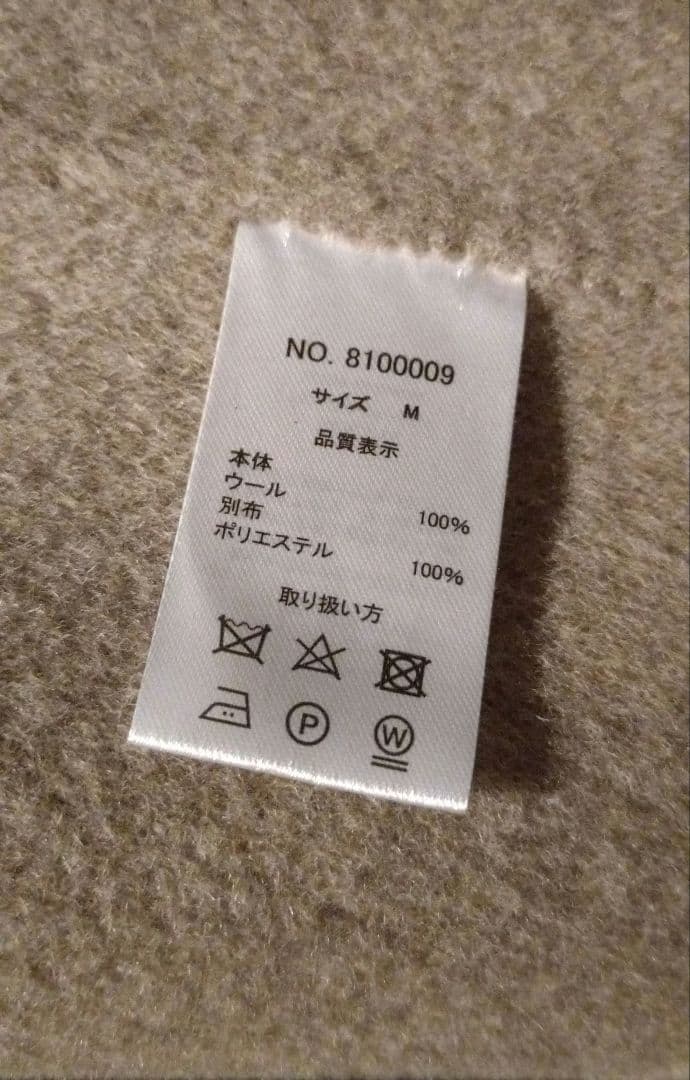 NO. 8100009
サイズ M
品質表示
本体
ウール 100%
別布
ポリエステル 100%
取り扱い方
P W